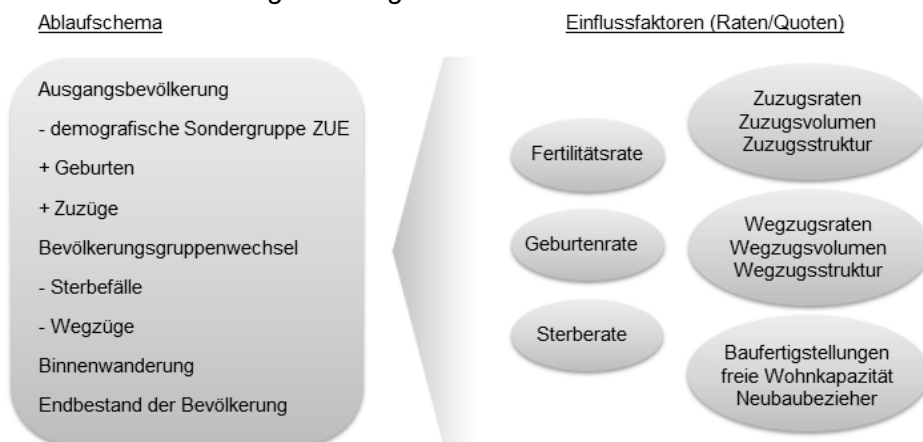 Ablaufschema
Ausgangsbevölkerung
- demografische Sondergruppe ZUE
+ Geburten
+ Zuzüge
Bevölkerungsgruppenwechsel
- Sterbefälle
- Wegzüge
Binnenwanderung
Endbestand der Bevölkerung
Einflussfaktoren (Raten/Quoten)
Fertilitätsrate
Geburtenrate
Sterberate
Zuzugsraten
Zuzugsvolumen
Zuzugsstruktur
Wegzugsraten
Wegzugsvolumen
Wegzugsstruktur
Baufertigstellungen
freie Wohnkapazität
Neubaubezieher